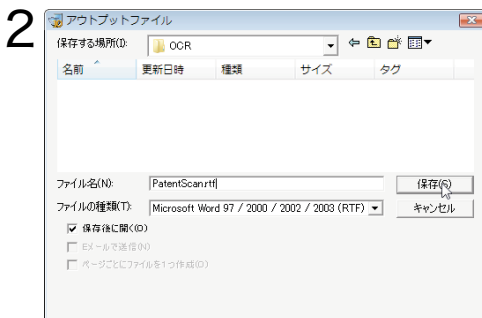 2
アウトプットファイル
保存する場所(I): OCR
名前 更新日時 種類 サイズ タグ
ファイル名(N): PatentScan.rtf 保存(S)
ファイルの種類(T): Microsoft Word 97 / 2000 / 2002 / 2003 (RTF) キャンセル
保存後に開く(O)
Eメールで送信(N)
ページごとにファイルを1つ作成(O)